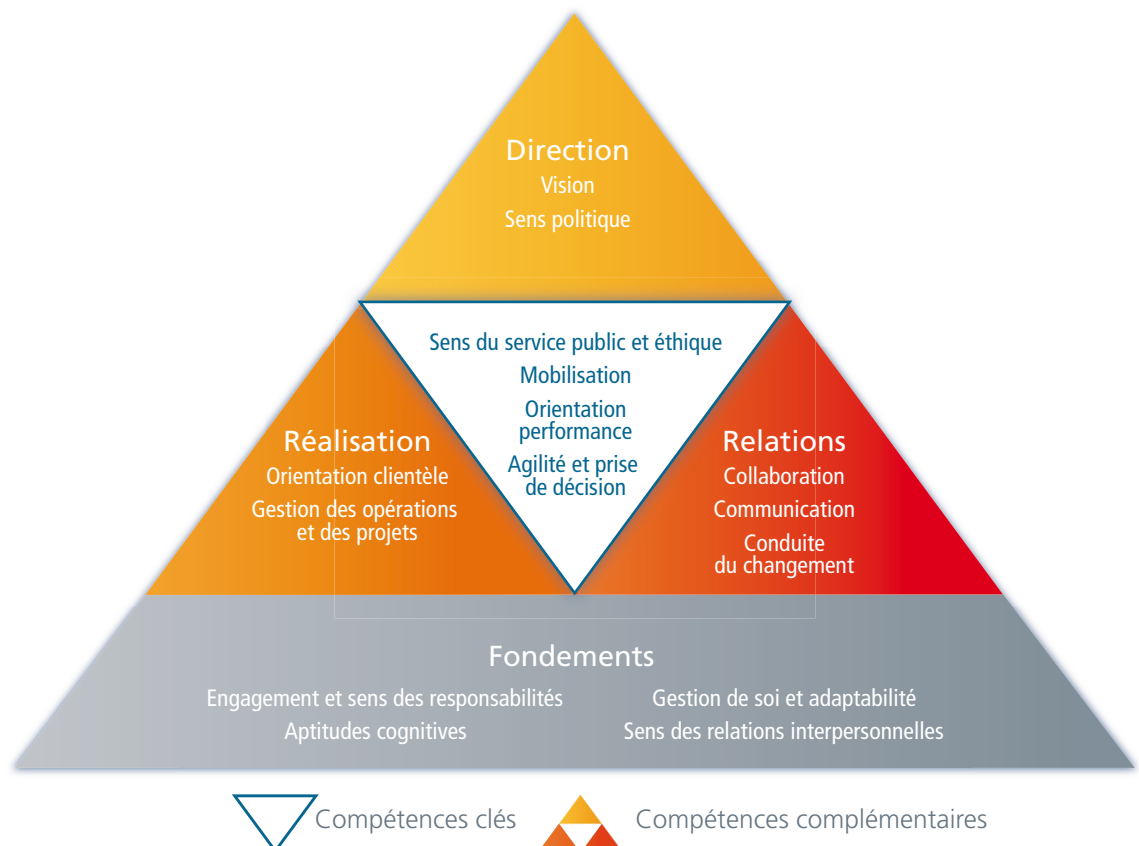 Direction
Vision
Sens politique
Sens du service public et éthique
Mobilisation
Orientation
performance
Agilité et prise
de décision
Réalisation
Orientation clientèle
Gestion des opérations
et des projets
Relations
Collaboration
Communication
Conduite
du changement
Fondements
Engagement et sens des responsabilités
Aptitudes cognitives
Gestion de soi et adaptabilité
Sens des relations interpersonnelles
Compétences clés
Compétences complémentaires